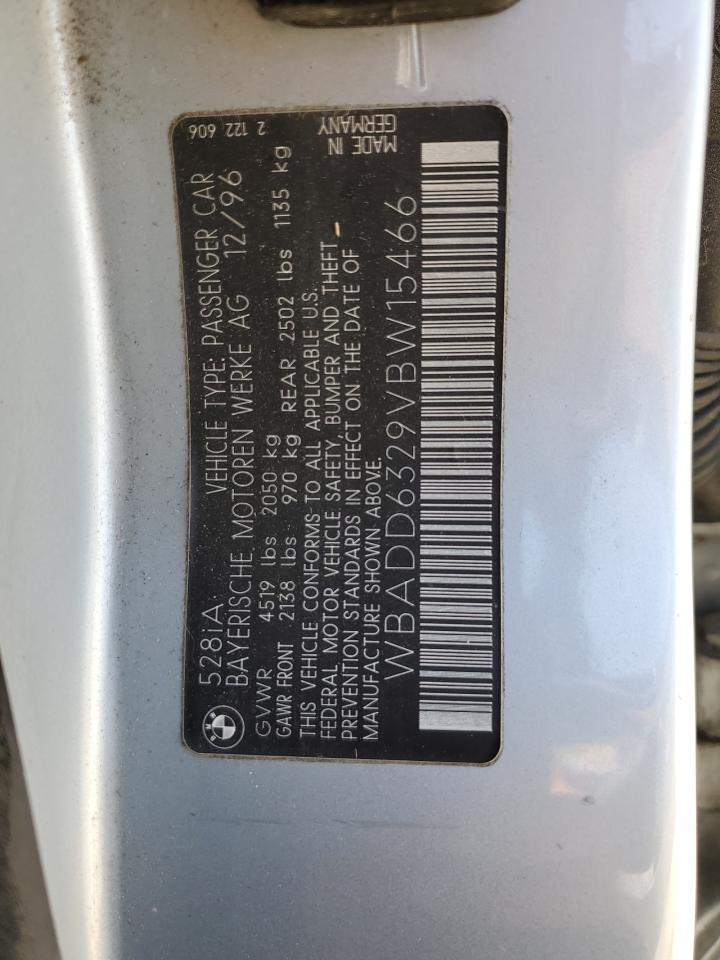 528iA VEHICLE TYPE: PASSENGER CAR
BAYERISCHE MOTOREN WERKE AG 12/96
GVWR 4519 lbs 2050 kg
GAWR FRONT 2138 lbs 970 kg REAR 2502 lbs 1135 kg
THIS VEHICLE CONFORMS TO ALL APPLICABLE U.S.
FEDERAL MOTOR VEHICLE SAFETY, BUMPER AND THEFT
PREVENTION STANDARDS IN EFFECT ON THE DATE OF
MANUFACTURE SHOWN ABOVE.
WBADD6329VBW15466
2 122 606
MADE IN
GERMANY
BMW